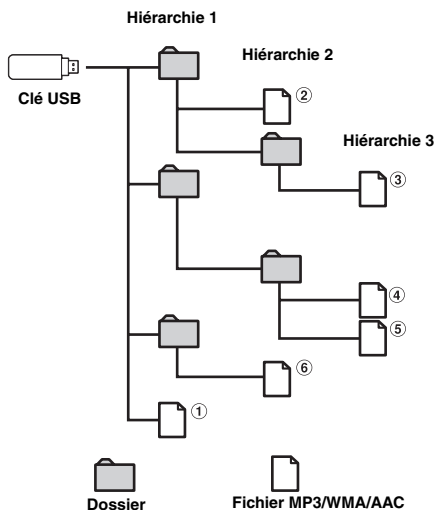 Hiérarchie 1
Hiérarchie 2
Clé USB
②
Hiérarchie 3
③
④
⑤
⑥
①
Dossier
Fichier MP3/WMA/AAC